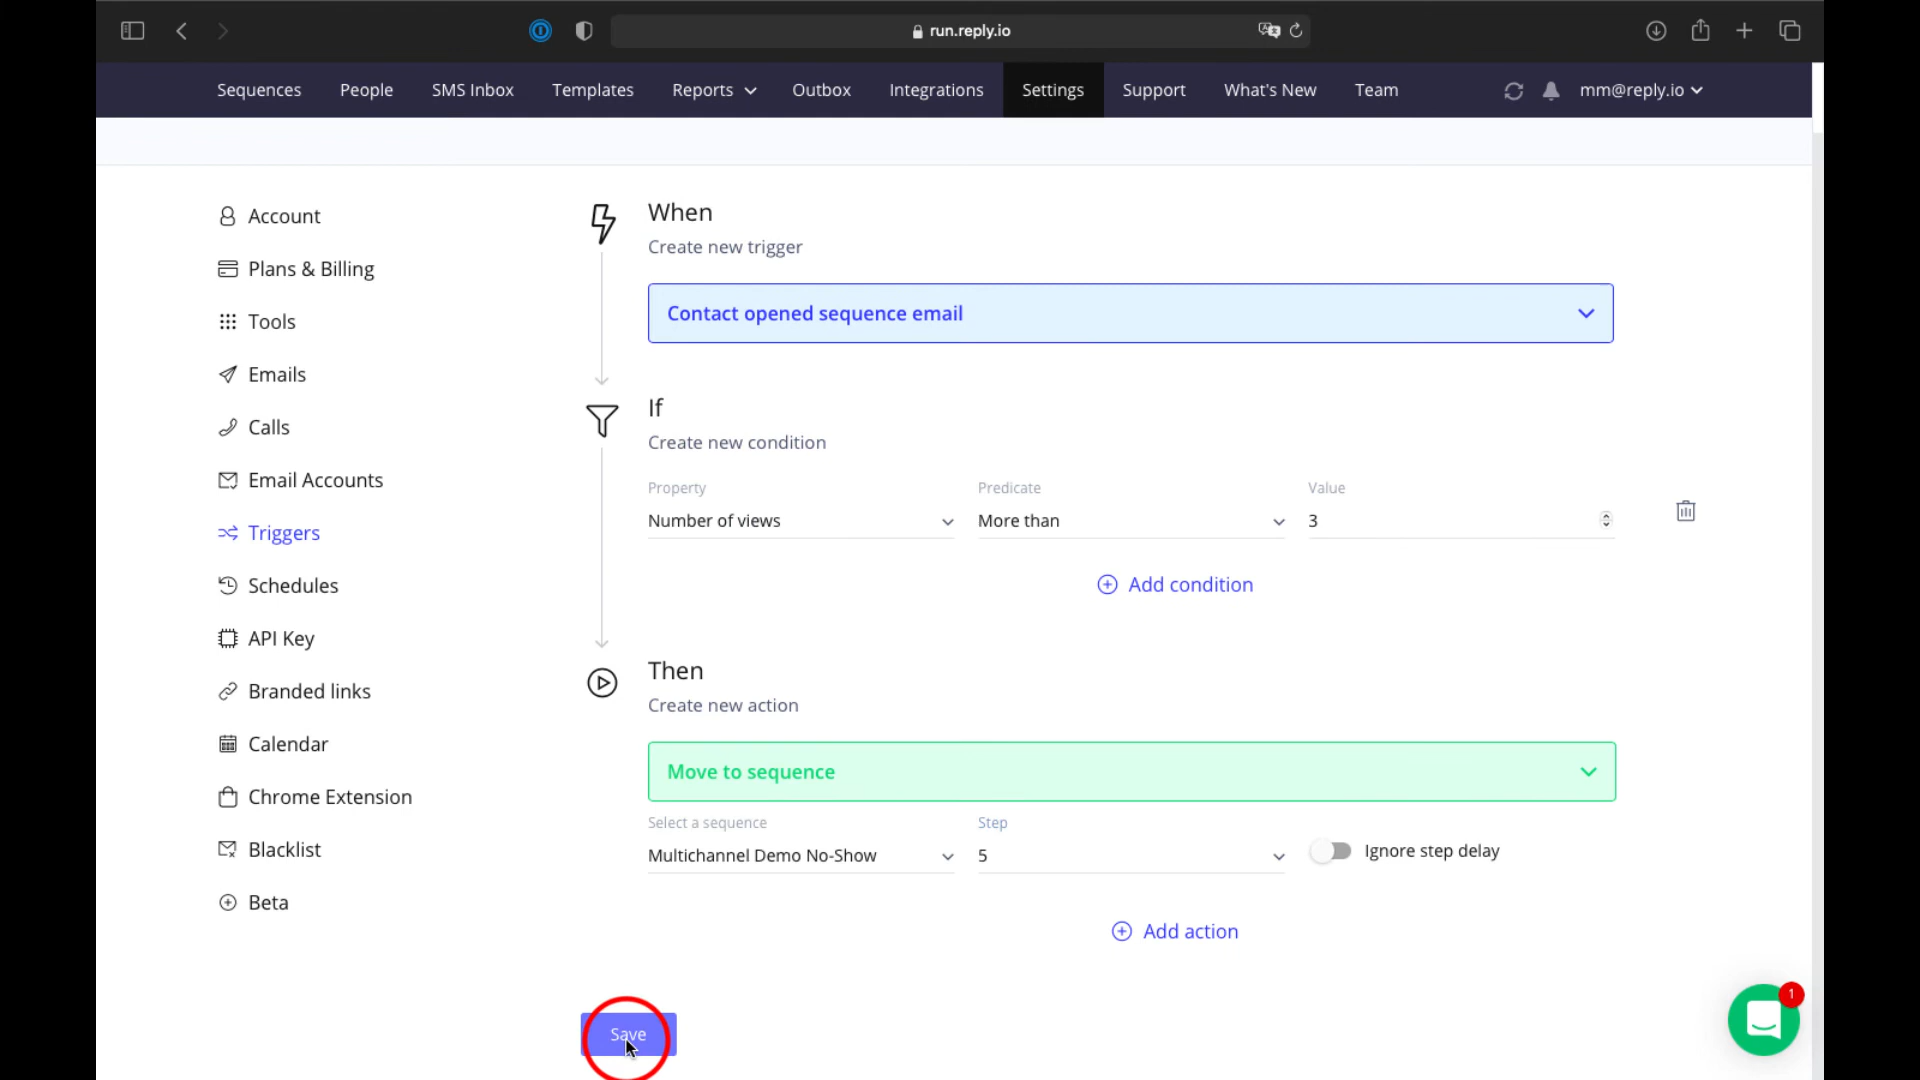 run.reply.io
Sequences People SMS Inbox Templates Reports Outbox Integrations Settings Support What's New Team mm@reply.io
Account
Plans & Billing
Tools
Emails
Calls
Email Accounts
Triggers
Schedules
API Key
Branded links
Calendar
Chrome Extension
Blacklist
Beta
When
Create new trigger
Contact opened sequence email
If
Create new condition
Property Predicate Value
Number of views More than 3
Add condition
Then
Create new action
Move to sequence
Select a sequence Step
Multichannel Demo No-Show 5 Ignore step delay
Add action
Save
1